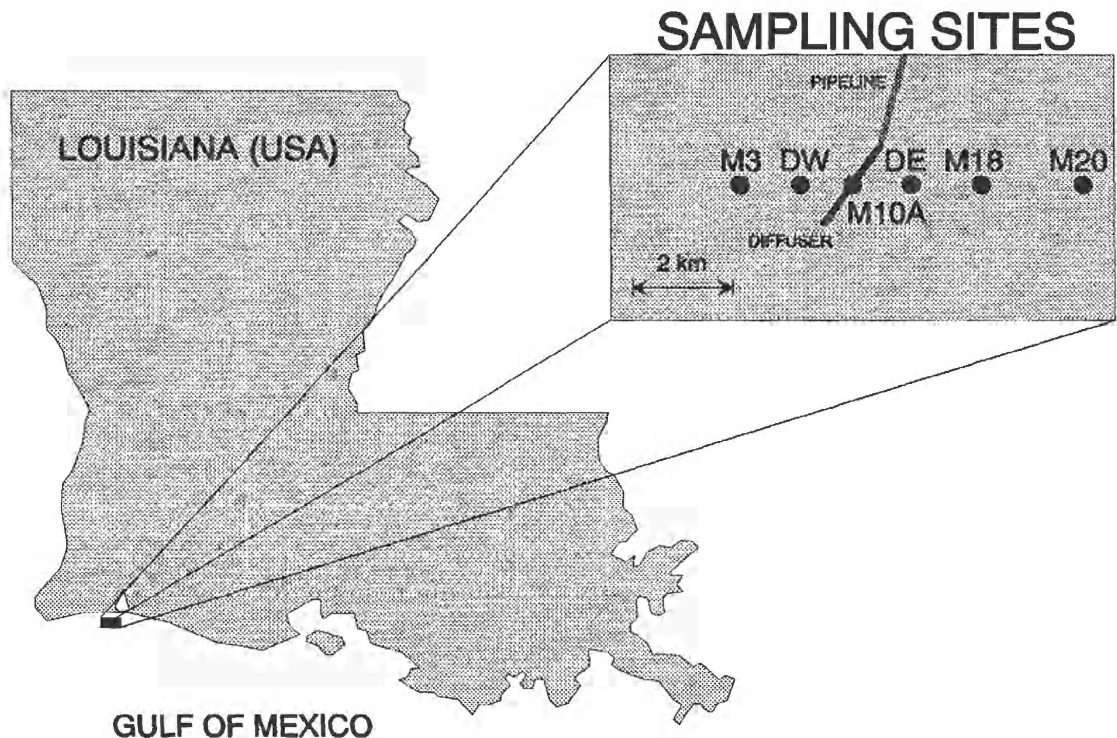 SAMPLING SITES
PIPELINE
LOUISIANA (USA)
M3 DW DE M18 M20
M10A
DIFFUSER
2 km
GULF OF MEXICO